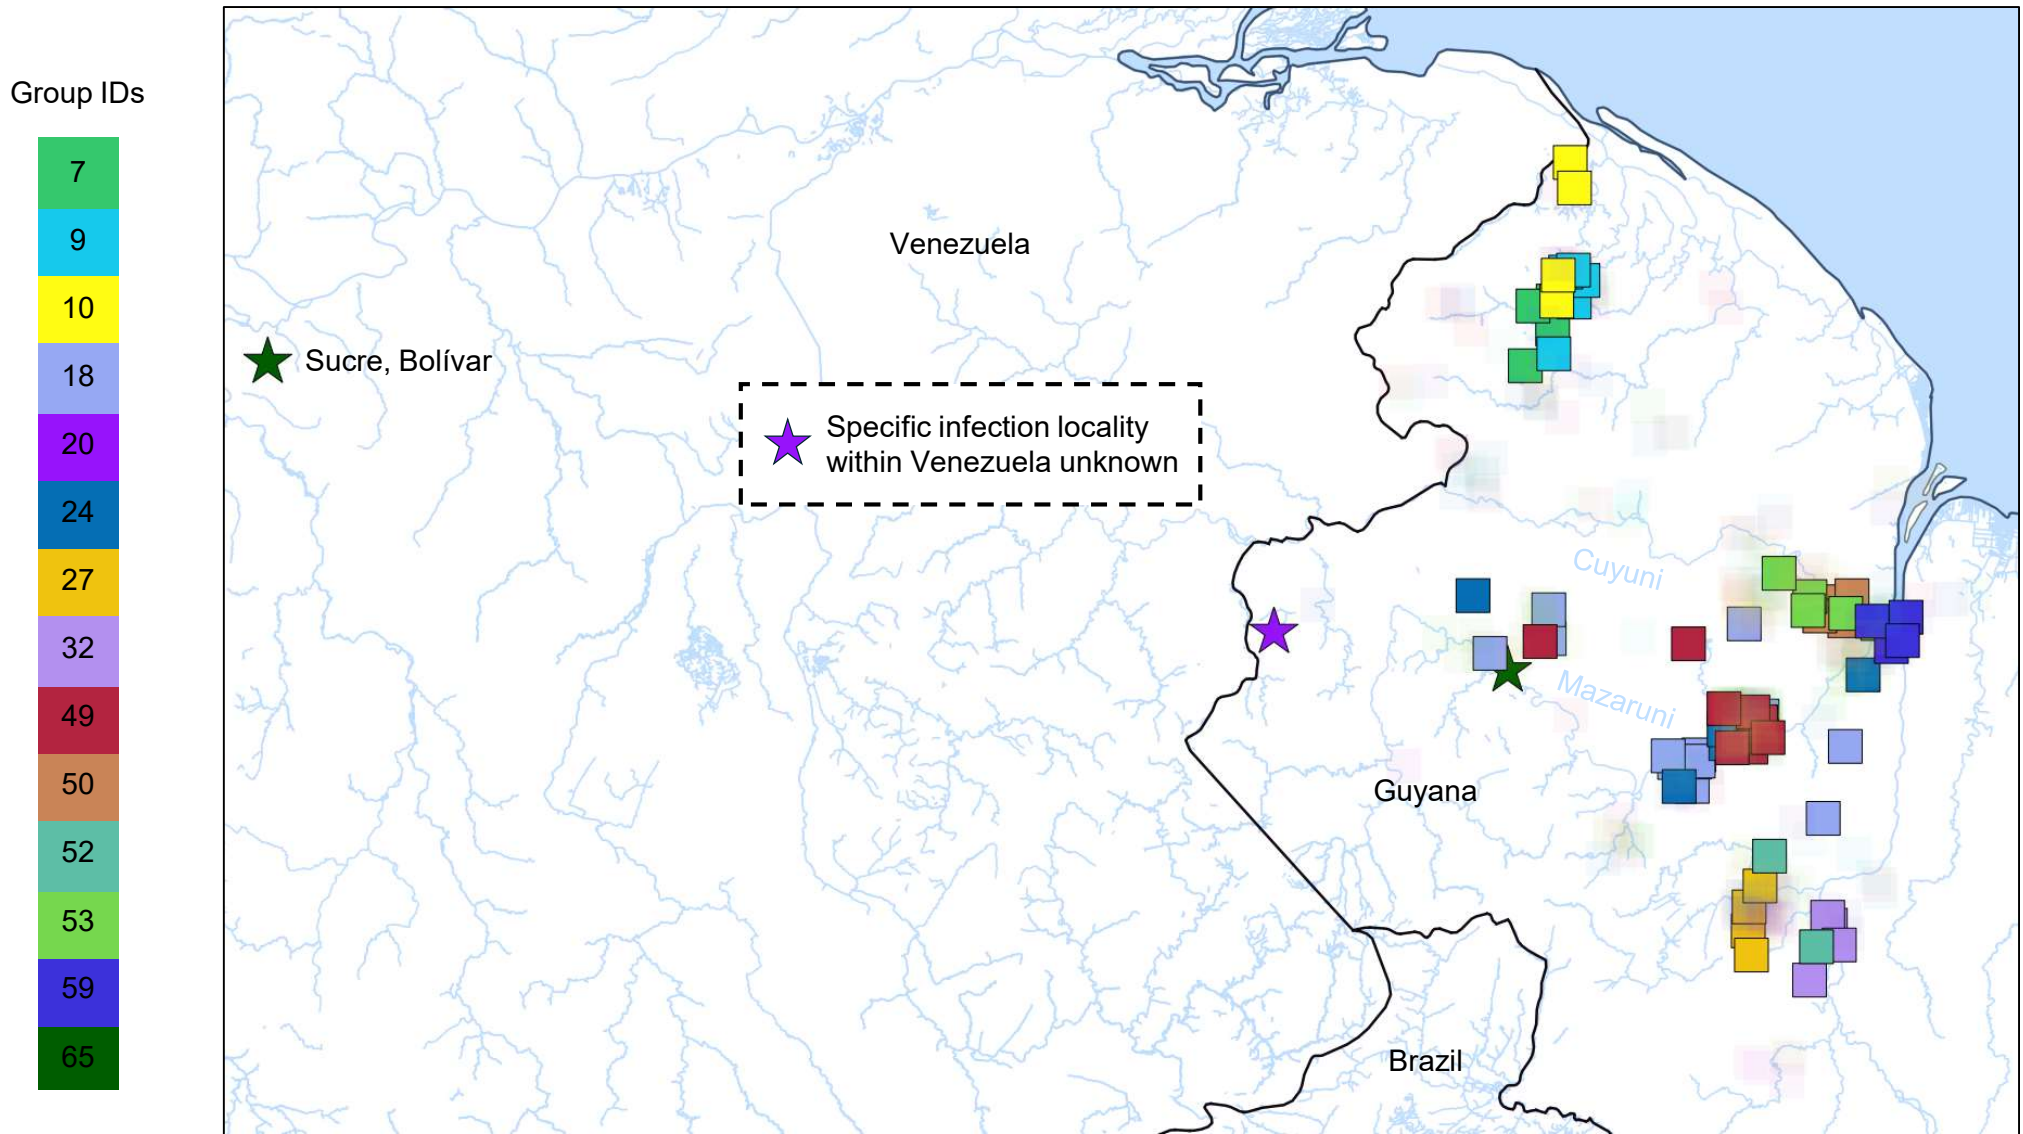 Group IDs
7
9
10
18
20
24
27
32
49
50
52
53
59
65
Venezuela
Sucre, Bolívar
Specific infection locality
within Venezuela unknown
Cuyuni
Mazaruni
Guyana
Brazil